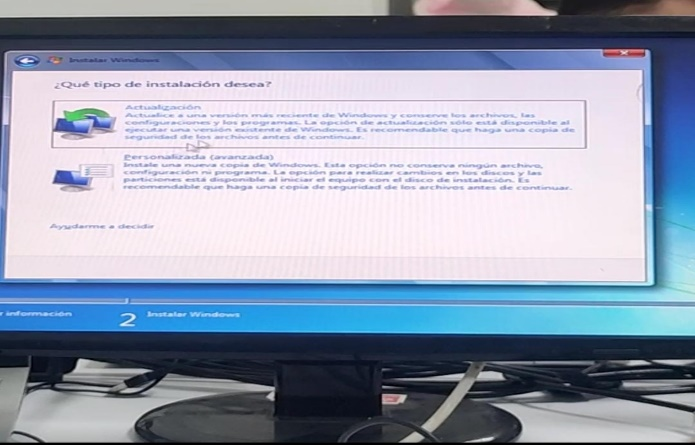 Instalar Windows
¿Qué tipo de instalación desea?
Actualización
Actualice a una versión más reciente de Windows y conserve los archivos, las
configuraciones y los programas. La opción de actualización sólo está disponible al
ejecutar una versión existente de Windows. Es recomendable que haga una copia de
seguridad de los archivos antes de continuar.
Personalizada (avanzada)
Instale una nueva copia de Windows. Esta opción no conserva ningún archivo,
configuración ni programa. La opción para realizar cambios en los discos y las
particiones está disponible al iniciar el equipo con el disco de instalación. Es
recomendable que haga una copia de seguridad de los archivos antes de continuar.
Ayudarme a decidir
r información
2 Instalar Windows